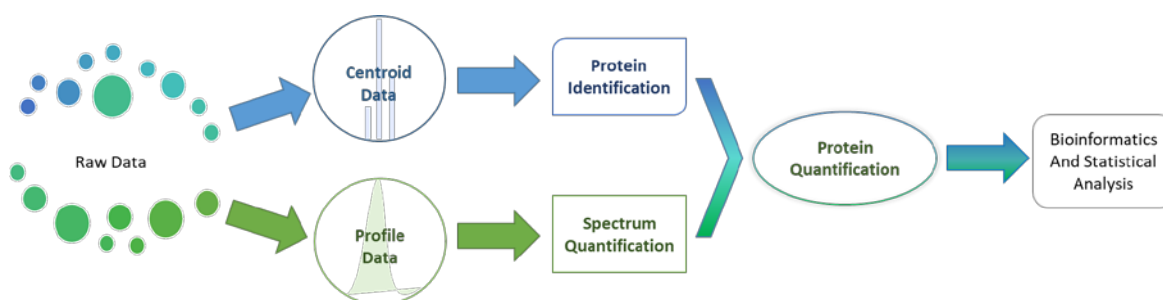 Raw Data
Centroid
Data
Protein
Identification
Profile
Data
Spectrum
Quantification
Protein
Quantification
Bioinformatics
And Statistical
Analysis